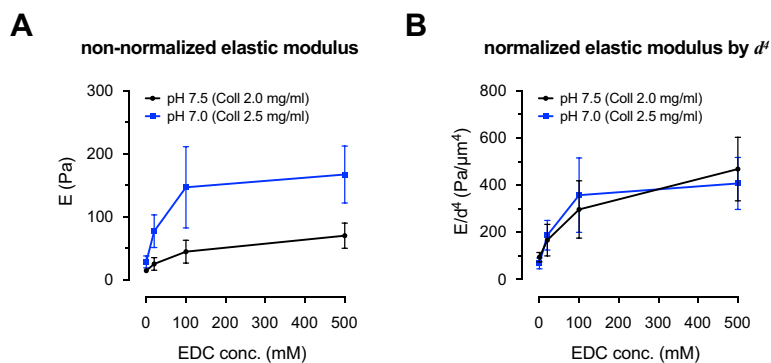 A
non-normalized elastic modulus
300
200
100
0
E (Pa)
pH 7.5 (Coll 2.0 mg/ml)
pH 7.0 (Coll 2.5 mg/ml)
0 100 200 300 400 500
EDC conc. (mM)
B
normalized elastic modulus by d⁴
800
600
400
200
0
E/d⁴ (Pa/µm⁴)
pH 7.5 (Coll 2.0 mg/ml)
pH 7.0 (Coll 2.5 mg/ml)
0 100 200 300 400 500
EDC conc. (mM)